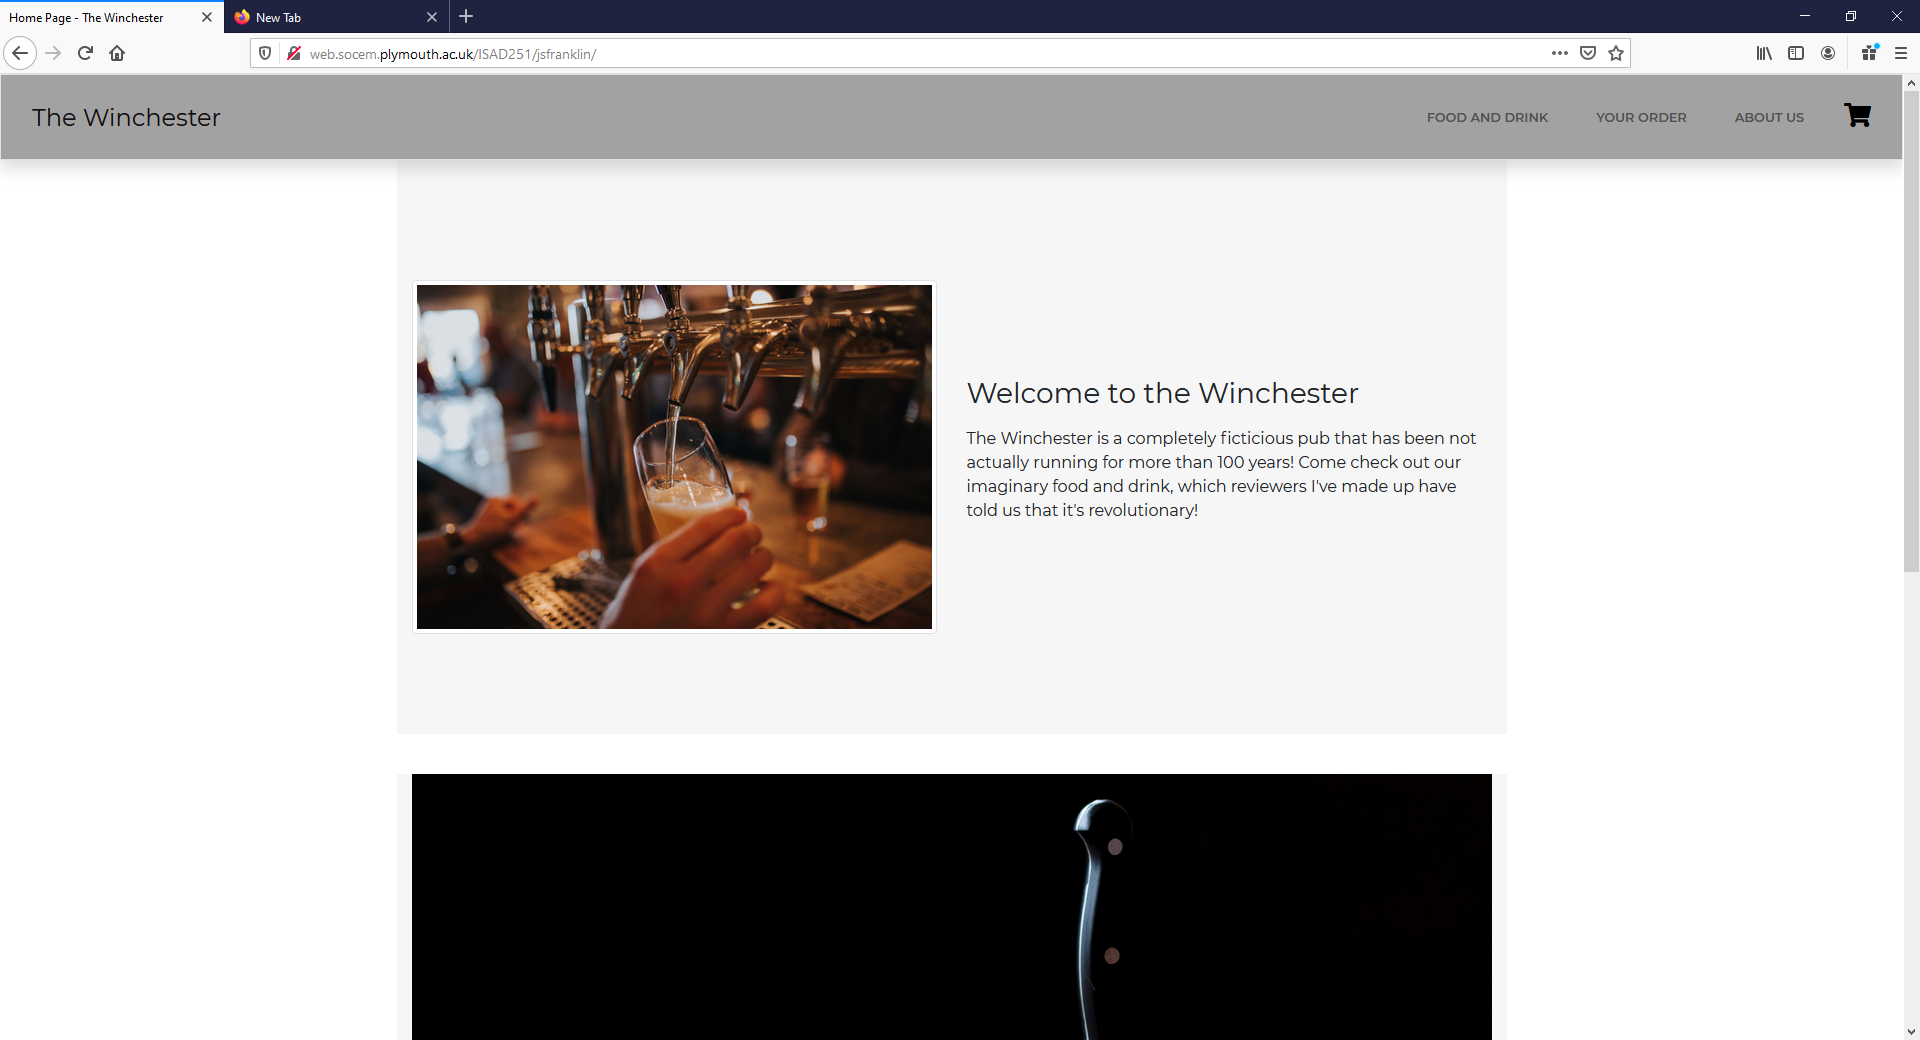 Home Page - The Winchester
New Tab
web.socem.plymouth.ac.uk/ISAD251/jsfranklin/
The Winchester
FOOD AND DRINK
YOUR ORDER
ABOUT US
Welcome to the Winchester
The Winchester is a completely ficticious pub that has been not
actually running for more than 100 years! Come check out our
imaginary food and drink, which reviewers I've made up have
told us that it's revolutionary!